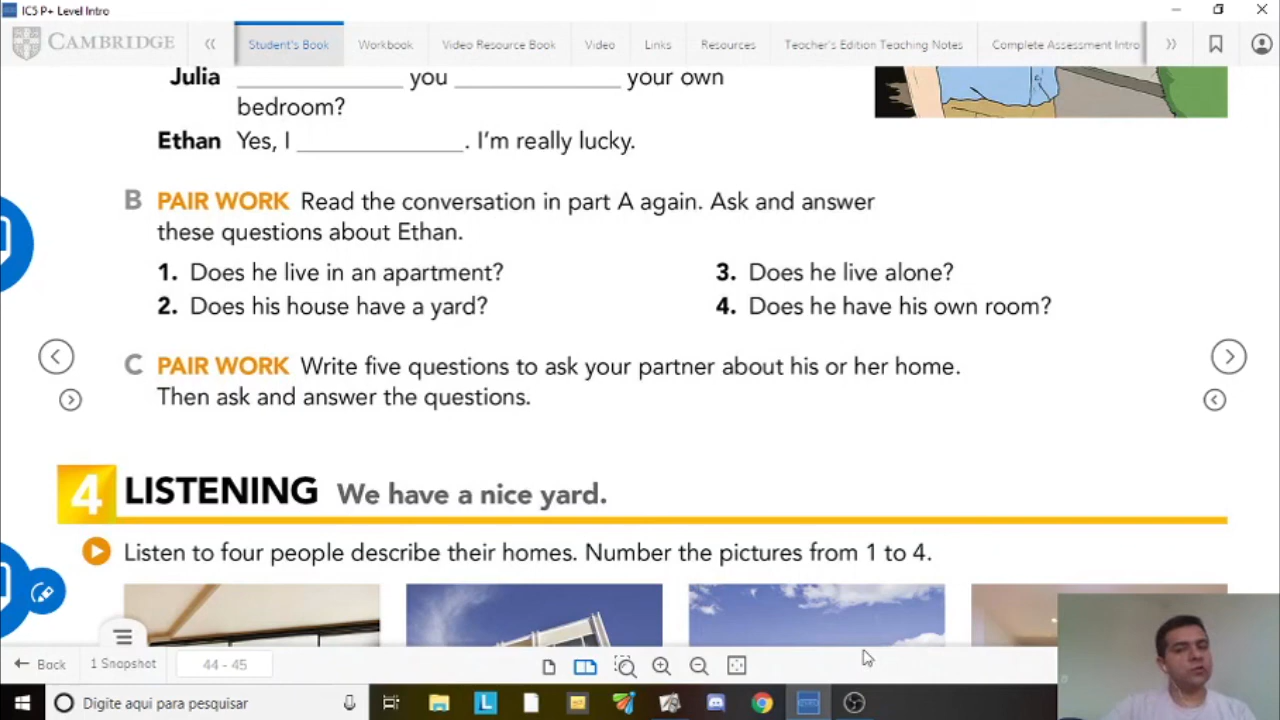 IC5 P+ Level Intro
CAMBRIDGE
Student's Book
Workbook
Video Resource Book
Video
Links
Resources
Teacher's Edition Teaching Notes
Complete Assessment Intro
Julia ____________ you ____________ your own
bedroom?
Ethan Yes, I ____________. I'm really lucky.
B PAIR WORK Read the conversation in part A again. Ask and answer
these questions about Ethan.
1. Does he live in an apartment?
2. Does his house have a yard?
3. Does he live alone?
4. Does he have his own room?
C PAIR WORK Write five questions to ask your partner about his or her home.
Then ask and answer the questions.
4 LISTENING We have a nice yard.
Listen to four people describe their homes. Number the pictures from 1 to 4.
Back
1 Snapshot
44 - 45
Digite aqui para pesquisar